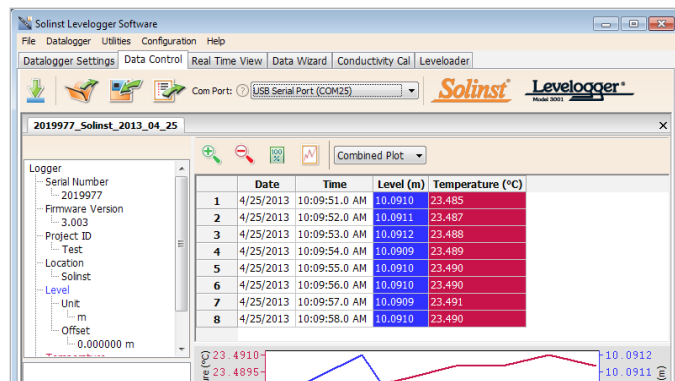 Solinst Levelogger Software
File Datalogger Utilities Configuration Help
Datalogger Settings Data Control Real Time View Data Wizard Conductivity Cal Leveloader
Com Port: ? USB Serial Port (COM25) Solinst Levelogger
Model 3001
2019977_Solinst_2013_04_25 x
100 % Combined Plot
Logger
Serial Number
2019977
Firmware Version
3.003
Project ID
Test
Location
Solinst
Level
Unit
m
Offset
0.000000 m
Date Time Level (m) Temperature (°C)
1 4/25/2013 10:09:51.0 AM 10.0910 23.485
2 4/25/2013 10:09:52.0 AM 10.0911 23.487
3 4/25/2013 10:09:53.0 AM 10.0912 23.488
4 4/25/2013 10:09:54.0 AM 10.0909 23.489
5 4/25/2013 10:09:55.0 AM 10.0910 23.490
6 4/25/2013 10:09:56.0 AM 10.0910 23.490
7 4/25/2013 10:09:57.0 AM 10.0909 23.491
8 4/25/2013 10:09:58.0 AM 10.0910 23.490
23.4910 10.0912
23.4895 10.0911